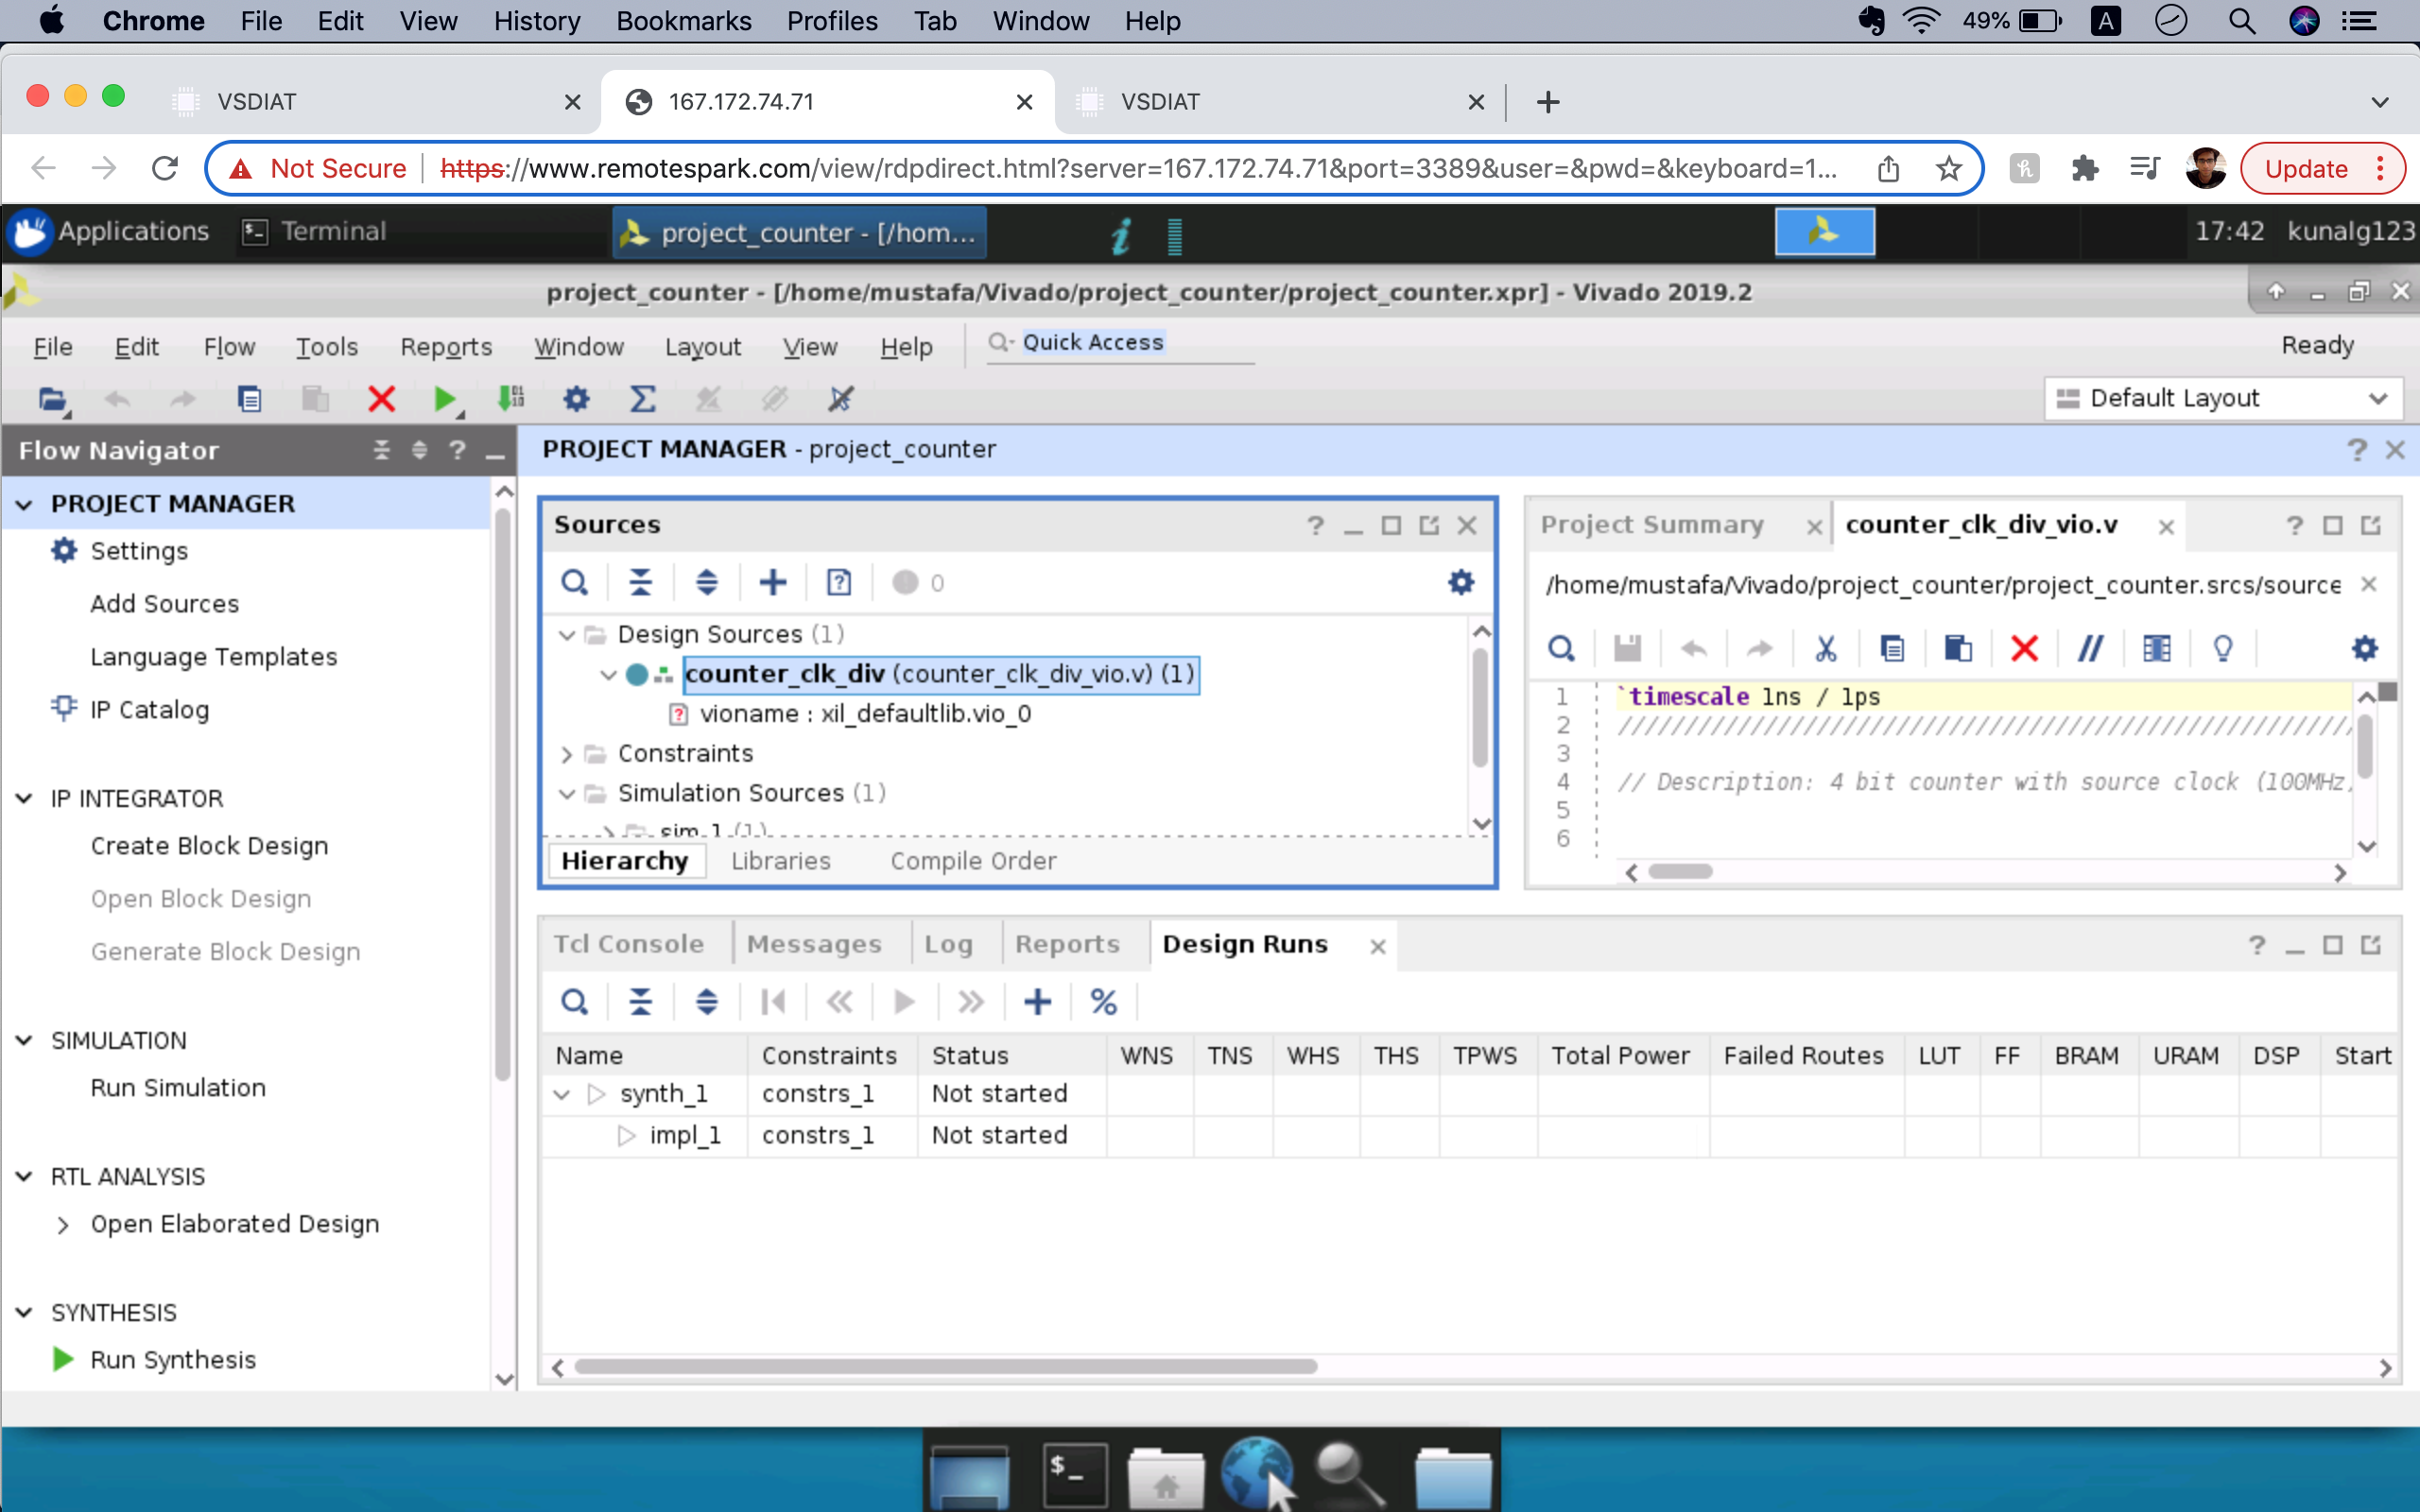 Chrome File Edit View History Bookmarks Profiles Tab Window Help 49% A
VSDIAT 167.172.74.71 VSDIAT
Not Secure https://www.remotespark.com/view/rdpdirect.html?server=167.172.74.71&port=3389&user=&pwd=&keyboard=1... Update
Applications Terminal project_counter - [/hom... 17:42 kunalg123
project_counter - [/home/mustafa/Vivado/project_counter/project_counter.xpr] - Vivado 2019.2
File Edit Flow Tools Reports Window Layout View Help Quick Access Ready
Default Layout
Flow Navigator
PROJECT MANAGER
Settings
Add Sources
Language Templates
IP Catalog
IP INTEGRATOR
Create Block Design
Open Block Design
Generate Block Design
SIMULATION
Run Simulation
RTL ANALYSIS
Open Elaborated Design
SYNTHESIS
Run Synthesis
PROJECT MANAGER - project_counter
Sources
0
Design Sources (1)
counter_clk_div (counter_clk_div_vio.v) (1)
vioname : xil_defaultlib.vio_0
Constraints
Simulation Sources (1)
sim_1 (1)
Hierarchy Libraries Compile Order
Project Summary counter_clk_div_vio.v
/home/mustafa/Vivado/project_counter/project_counter.srcs/source
1 `timescale 1ns / 1ps
2 ////////////////////////////////////////////////////////
3
4 // Description: 4 bit counter with source clock (100MHz
5
6
Tcl Console Messages Log Reports Design Runs
Name Constraints Status WNS TNS WHS THS TPWS Total Power Failed Routes LUT FF BRAM URAM DSP Start
synth_1 constrs_1 Not started
impl_1 constrs_1 Not started
$_